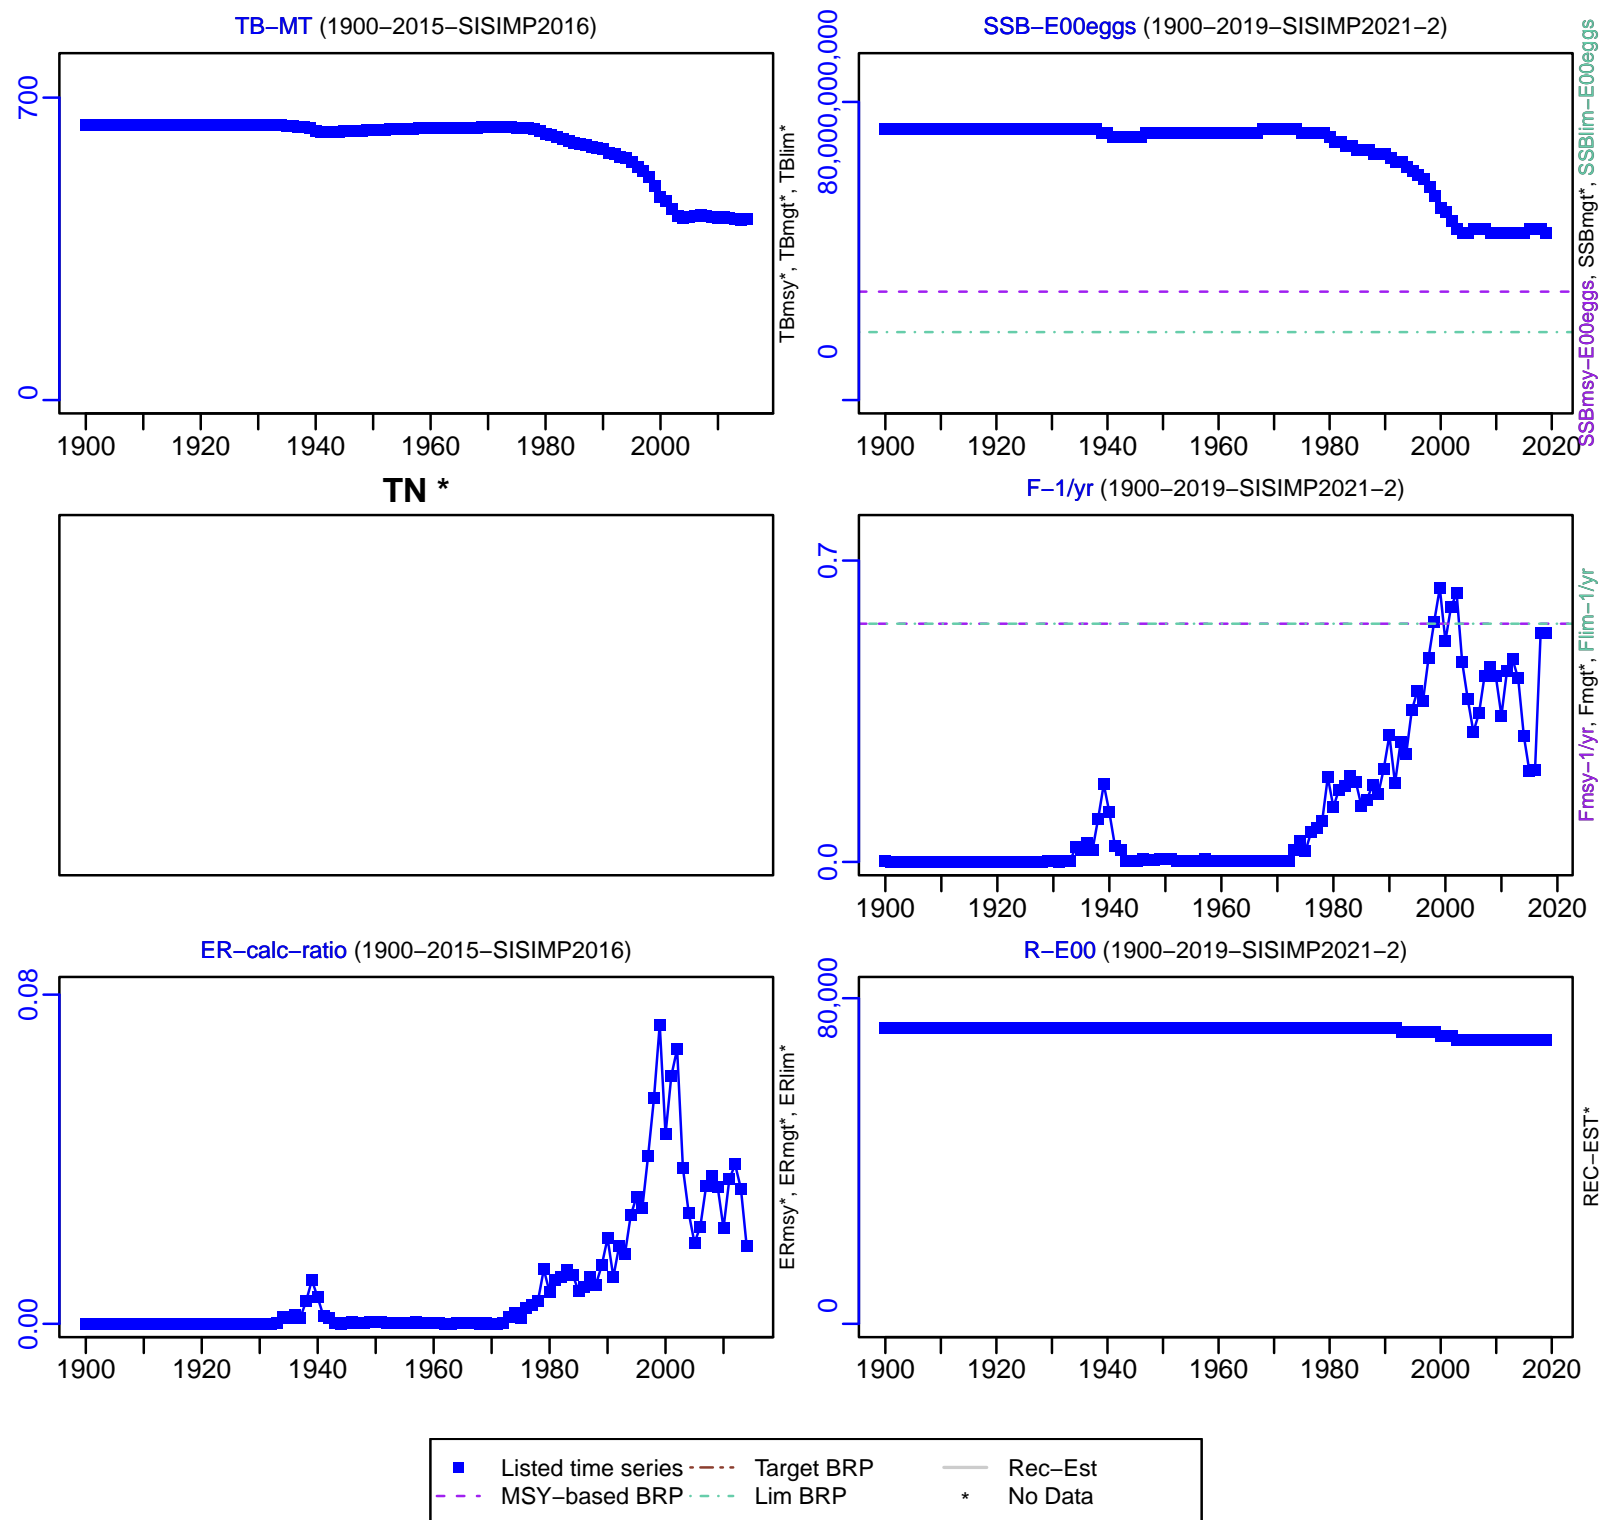 TB−MT (1900−2015−SISIMP2016)
700
0
1900 1920 1940 1960 1980 2000
TBmsy*, TBmgt*, TBlim*
SSB−E00eggs (1900−2019−SISIMP2021−2)
80,000,000,000
0
1900 1920 1940 1960 1980 2000 2020
SSBmsy−E00eggs, SSBmgt*, SSBlim−E00eggs
TN *
F−1/yr (1900−2019−SISIMP2021−2)
0.7
0.0
1900 1920 1940 1960 1980 2000 2020
Fmsy−1/yr, Fmgt*, Flim−1/yr
ER−calc−ratio (1900−2015−SISIMP2016)
0.08
0.00
1900 1920 1940 1960 1980 2000
ERmsy*, ERmgt*, ERlim*
R−E00 (1900−2019−SISIMP2021−2)
80,000
0
1900 1920 1940 1960 1980 2000 2020
REC−EST*
Listed time series Target BRP Rec−Est
MSY−based BRP Lim BRP * No Data